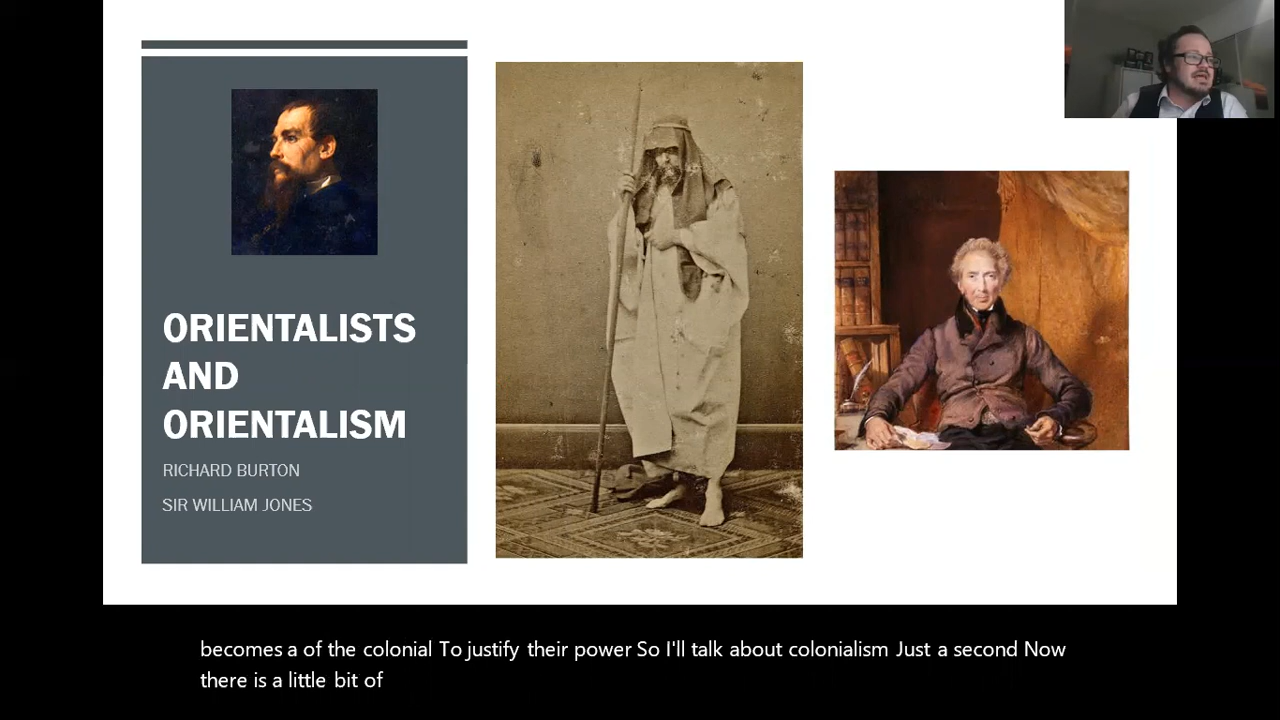 ORIENTALISTS
AND
ORIENTALISM
RICHARD BURTON
SIR WILLIAM JONES
becomes a of the colonial To justify their power So I'll talk about colonialism Just a second Now
there is a little bit of